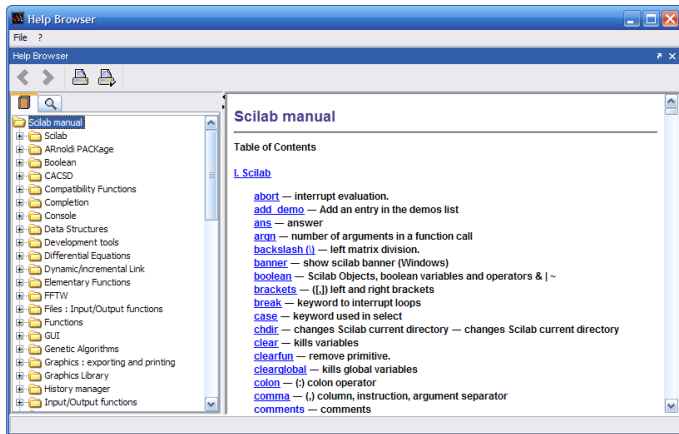 Help Browser
File ?
Help Browser
Scilab manual
Scilab
ARnoldi PACKage
Boolean
CACSD
Compatibility Functions
Completion
Console
Data Structures
Development tools
Differential Equations
Dynamic/incremental Link
Elementary Functions
FFTW
Files : Input/Output functions
Functions
GUI
Genetic Algorithms
Graphics : exporting and printing
Graphics Library
History manager
Input/Output functions
Scilab manual
Table of Contents
I. Scilab
abort — interrupt evaluation.
add_demo — Add an entry in the demos list
ans — answer
argn — number of arguments in a function call
backslash (\) — left matrix division.
banner — show scilab banner (Windows)
boolean — Scilab Objects, boolean variables and operators & | ~
brackets — ([,]) left and right brackets
break — keyword to interrupt loops
case — keyword used in select
chdir — changes Scilab current directory — changes Scilab current directory
clear — kills variables
clearfun — remove primitive.
clearglobal — kills global variables
colon — (:) colon operator
comma — (,) column, instruction, argument separator
comments — comments